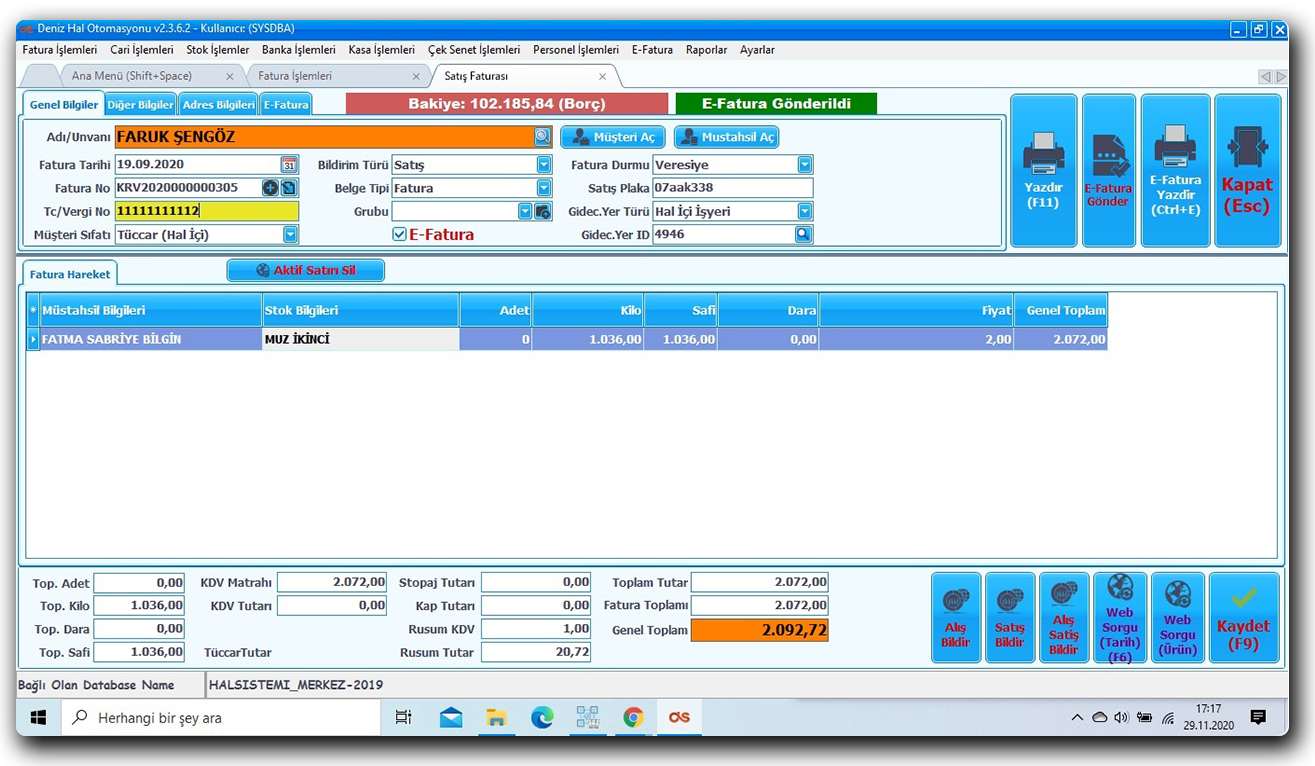 Deniz Hal Otomasyonu v2.3.6.2 - Kullanıcı: (SYSDBA)
Fatura İşlemleri Cari İşlemleri Stok İşlemler Banka İşlemleri Kasa İşlemleri Çek Senet İşlemleri Personel İşlemleri E-Fatura Raporlar Ayarlar
Ana Menü (Shift+Space) Fatura İşlemleri Satış Faturası
Genel Bilgiler Diğer Bilgiler Adres Bilgileri E-Fatura Bakiye: 102.185,84 (Borç) E-Fatura Gönderildi
Adı/Unvanı FARUK ŞENGÖZ Müşteri Aç Mustahsil Aç
Fatura Tarihi 19.09.2020 31 Bildirim Türü Satış Fatura Durmu Veresiye
Fatura No KRV2020000000305 Belge Tipi Fatura Satış Plaka 07aak338
Tc/Vergi No 11111111112 Grubu Gidec.Yer Türü Hal İçi İşyeri
Müşteri Sıfatı Tüccar (Hal İçi) E-Fatura Gidec.Yer ID 4946
Yazdır
(F11)
E-Fatura
Gönder
E-Fatura
Yazdir
(Ctrl+E)
Kapat
(Esc)
Fatura Hareket Aktif Satırı Sil
* Müstahsil Bilgileri Stok Bilgileri Adet Kilo Safi Dara Fiyat Genel Toplam
FATMA SABRİYE BİLGİN MUZ İKİNCİ 0 1.036,00 1.036,00 0,00 2,00 2.072,00
Top. Adet 0,00 KDV Matrahı 2.072,00 Stopaj Tutarı 0,00 Toplam Tutar 2.072,00
Top. Kilo 1.036,00 KDV Tutarı 0,00 Kap Tutarı 0,00 Fatura Toplamı 2.072,00
Top. Dara 0,00 Rusum KDV 1,00 Genel Toplam 2.092,72
Top. Safi 1.036,00 TüccarTutar Rusum Tutar 20,72
Alış
Bildir
Satış
Bildir
Alış
Satiş
Bildir
Web
Sorgu
(Tarih)
(F6)
Web
Sorgu
(Ürün)
Kaydet
(F9)
Bağlı Olan Database Name HALSISTEMI_MERKEZ-2019
Herhangi bir şey ara
17:17
29.11.2020